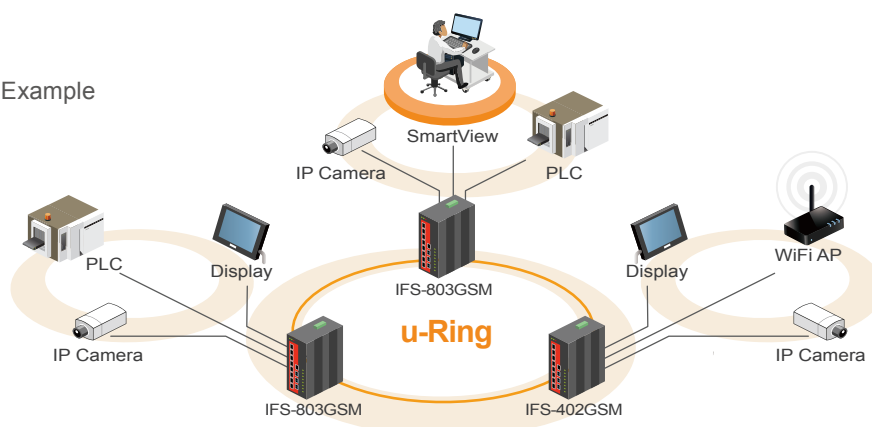 Example
SmartView
IP Camera
PLC
PLC
Display
IFS-803GSM
Display
WiFi AP
u-Ring
IP Camera
IP Camera
IFS-803GSM
IFS-402GSM